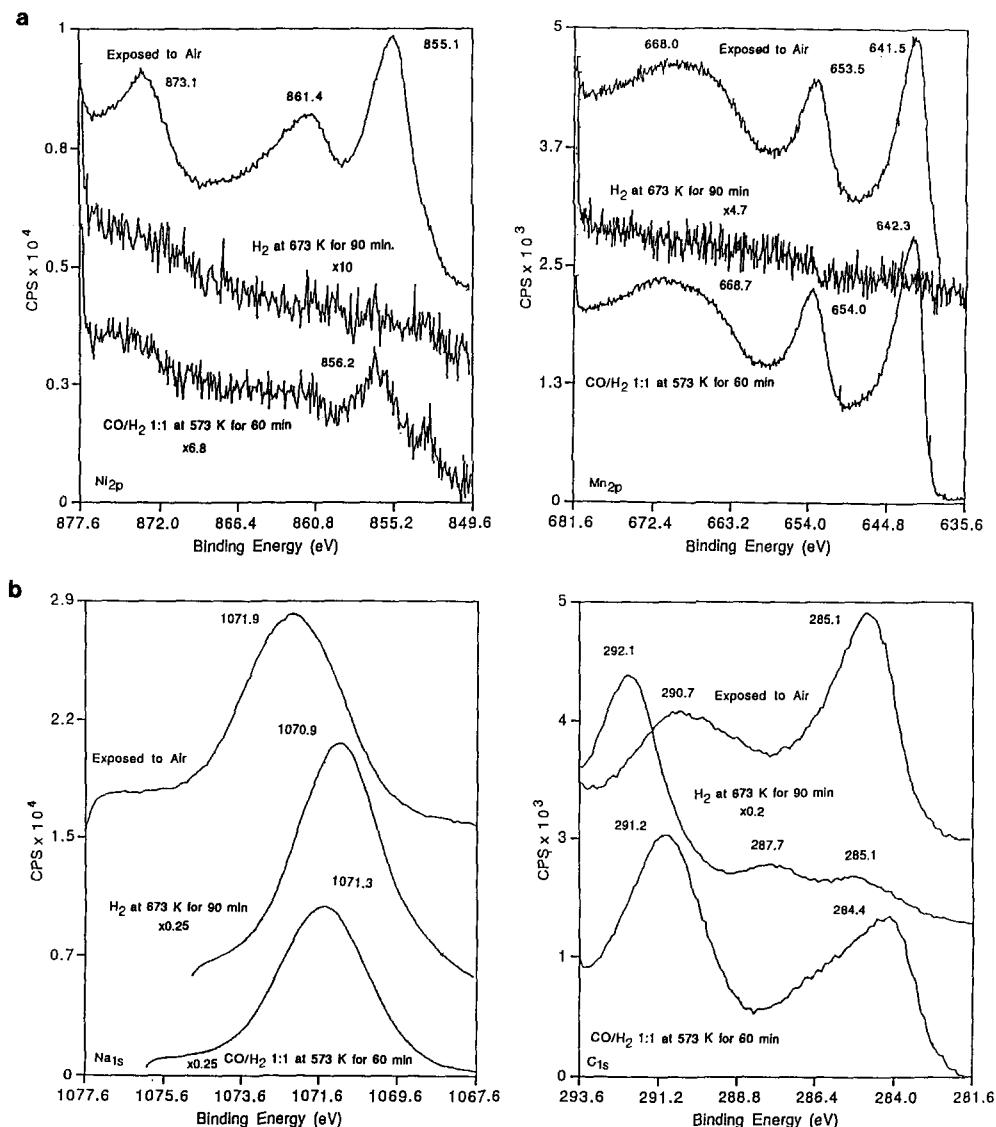 a
1
0.8
0.5
0.3
0
CPS x 10⁴
Exposed to Air
873.1
861.4
855.1
H₂ at 673 K for 90 min.
x10
856.2
CO/H₂ 1:1 at 573 K for 60 min
x6.8
Ni2p
877.6 872.0 866.4 860.8 855.2 849.6
Binding Energy (eV)
5
3.7
2.5
1.3
0
CPS x 10³
668.0
Exposed to Air
653.5
641.5
H₂ at 673 K for 90 min
x4.7
642.3
668.7
654.0
CO/H₂ 1:1 at 573 K for 60 min
Mn2p
681.6 672.4 663.2 654.0 644.8 635.6
Binding Energy (eV)
b
2.9
2.2
1.5
0.7
0
CPS x 10⁴
1071.9
Exposed to Air
1070.9
1071.3
H₂ at 673 K for 90 min
x0.25
Na1s
x0.25
CO/H₂ 1:1 at 573 K for 60 min
1077.6 1075.6 1073.6 1071.6 1069.6 1067.6
Binding Energy (eV)
5
4
3
1
0
CPS x 10³
292.1
290.7
285.1
Exposed to Air
H₂ at 673 K for 90 min
x0.2
291.2
287.7
285.1
284.4
CO/H₂ 1:1 at 573 K for 60 min
C1s
293.6 291.2 288.8 286.4 284.0 281.6
Binding Energy (eV)